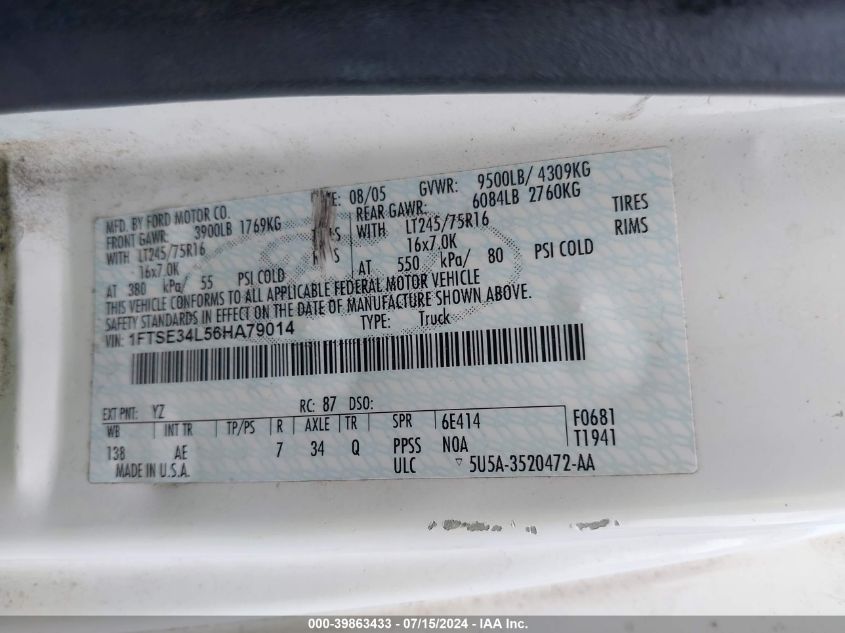 MFD. BY FORD MOTOR CO. 08/05 GVWR: 9500LB/ 4309KG
FRONT GAWR: 3900LB 1769KG REAR GAWR: 6084LB 2760KG
WITH LT245/75R16 WITH LT245/75R16 TIRES
16x7.0K 16x7.0K RIMS
AT 380 kPa/ 55 PSI COLD AT 550 kPa/ 80 PSI COLD
THIS VEHICLE CONFORMS TO ALL APPLICABLE FEDERAL MOTOR VEHICLE
SAFETY STANDARDS IN EFFECT ON THE DATE OF MANUFACTURE SHOWN ABOVE.
VIN: 1FTSE34L56HA79014 TYPE: Truck
EXT PNT: YZ RC: 87 DSO:
WB INT TR TP/PS R AXLE TR SPR 6E414 F0681
138 AE 7 34 Q PPSS NOA T1941
MADE IN U.S.A. ULC ▽ 5U5A-3520472-AA
000-39863433 - 07/15/2024 - IAA Inc.